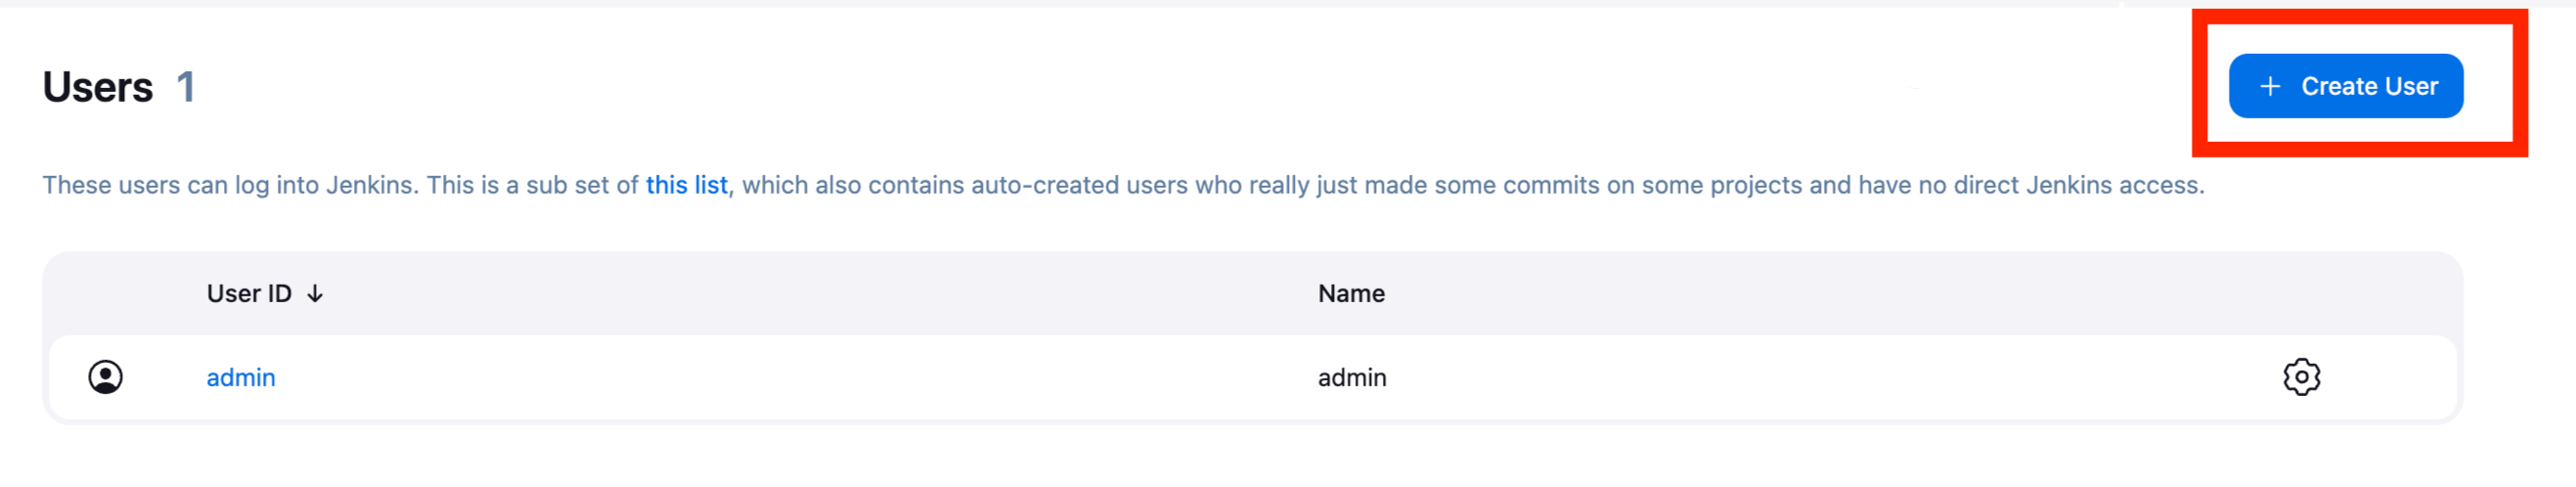 Users 1
+ Create User
These users can log into Jenkins. This is a sub set of this list, which also contains auto-created users who really just made some commits on some projects and have no direct Jenkins access.
User ID ↓ Name
admin admin